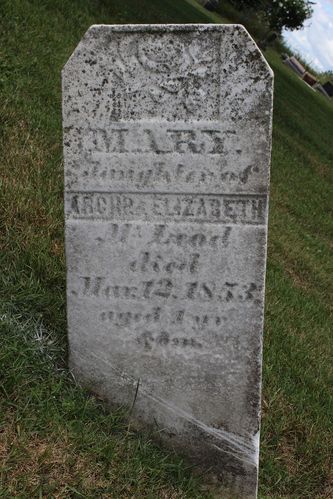 MARY.
daughter of
ARCHD. & ELIZABETH
McLeod
died
Mar. 12, 1853.
aged 1 yr